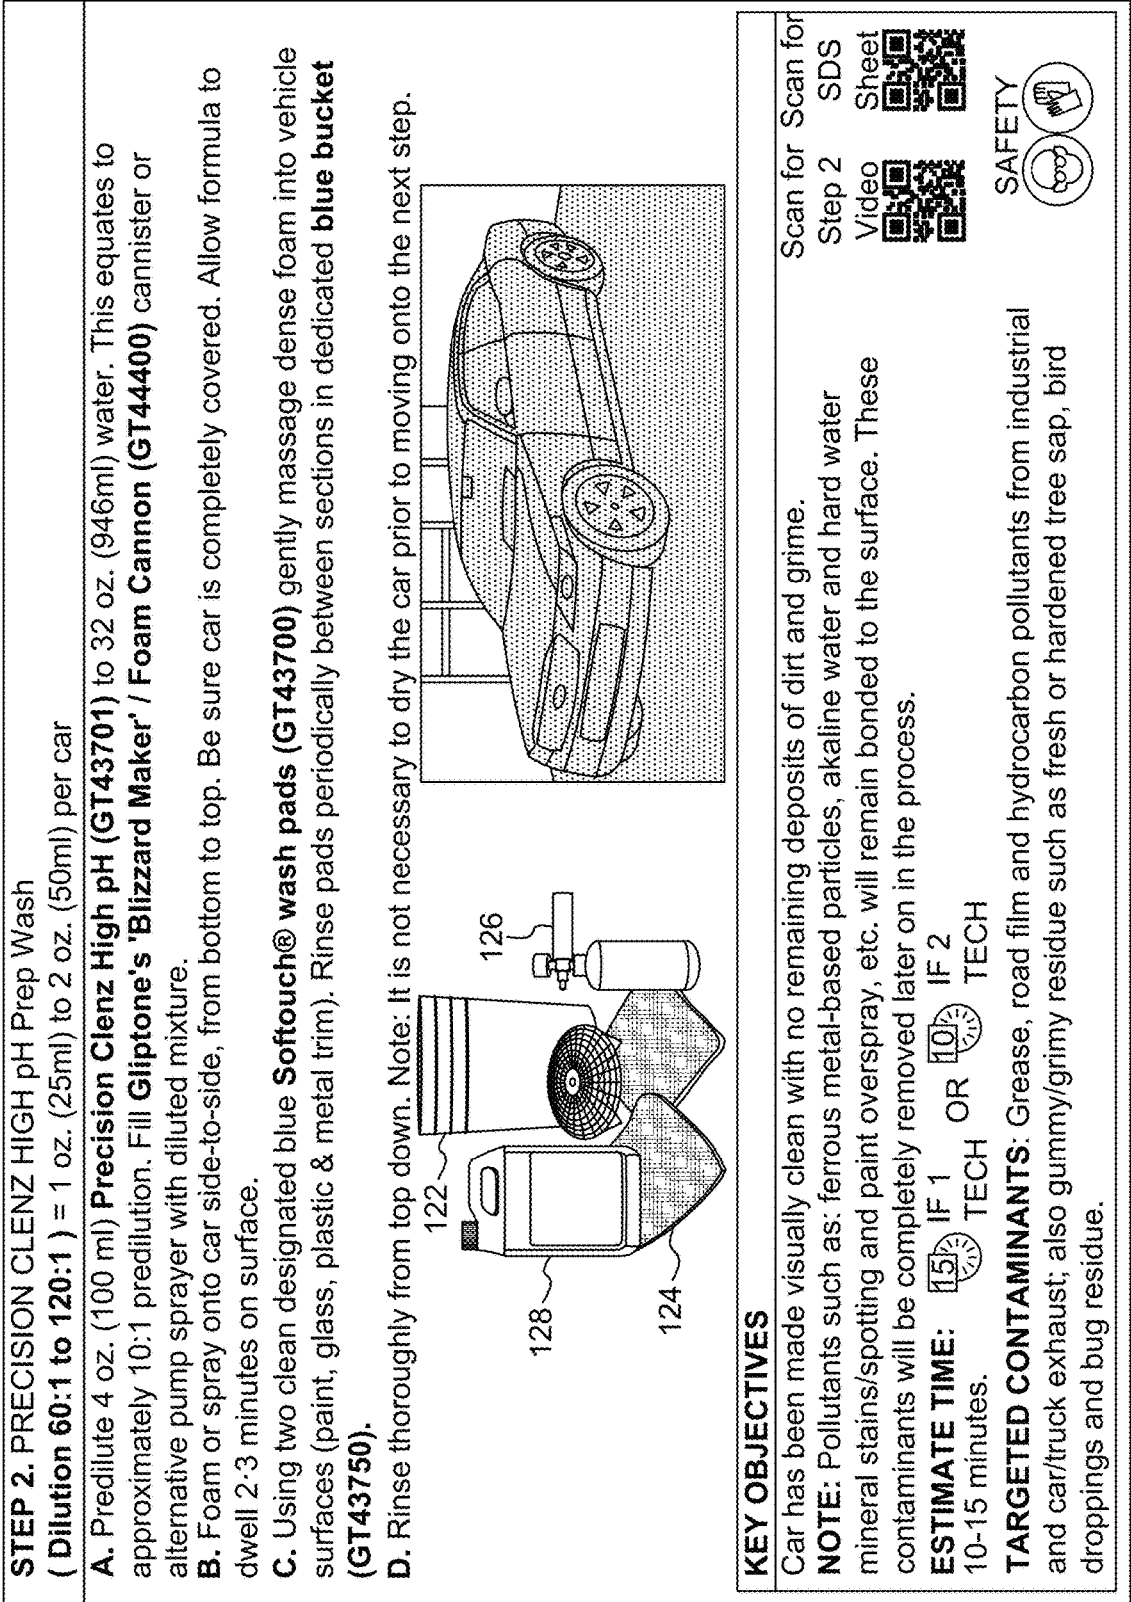 STEP 2. PRECISION CLENZ HIGH pH Prep Wash
( Dilution 60:1 to 120:1 ) = 1 oz. (25ml) to 2 oz. (50ml) per car
A. Predilute 4 oz. (100 ml) Precision Clenz High pH (GT43701) to 32 oz. (946ml) water. This equates to
approximately 10:1 predilution. Fill Gliptone's 'Blizzard Maker' / Foam Cannon (GT44400) cannister or
alternative pump sprayer with diluted mixture.
B. Foam or spray onto car side-to-side, from bottom to top. Be sure car is completely covered. Allow formula to
dwell 2-3 minutes on surface.
C. Using two clean designated blue Softouch® wash pads (GT43700) gently massage dense foam into vehicle
surfaces (paint, glass, plastic & metal trim). Rinse pads periodically between sections in dedicated blue bucket
(GT43750).
D. Rinse thoroughly from top down. Note: It is not necessary to dry the car prior to moving onto the next step.
122
126
128
124
KEY OBJECTIVES
Car has been made visually clean with no remaining deposits of dirt and grime.
NOTE: Pollutants such as: ferrous metal-based particles, akaline water and hard water
mineral stains/spotting and paint overspray, etc. will remain bonded to the surface. These
contaminants will be completely removed later on in the process.
ESTIMATE TIME: 15 IF 1 TECH OR 10 IF 2 TECH
10-15 minutes.
TARGETED CONTAMINANTS: Grease, road film and hydrocarbon pollutants from industrial
and car/truck exhaust; also gummy/grimy residue such as fresh or hardened tree sap, bird
droppings and bug residue.
Scan for
Step 2
Video
Scan for
SDS
Sheet
SAFETY